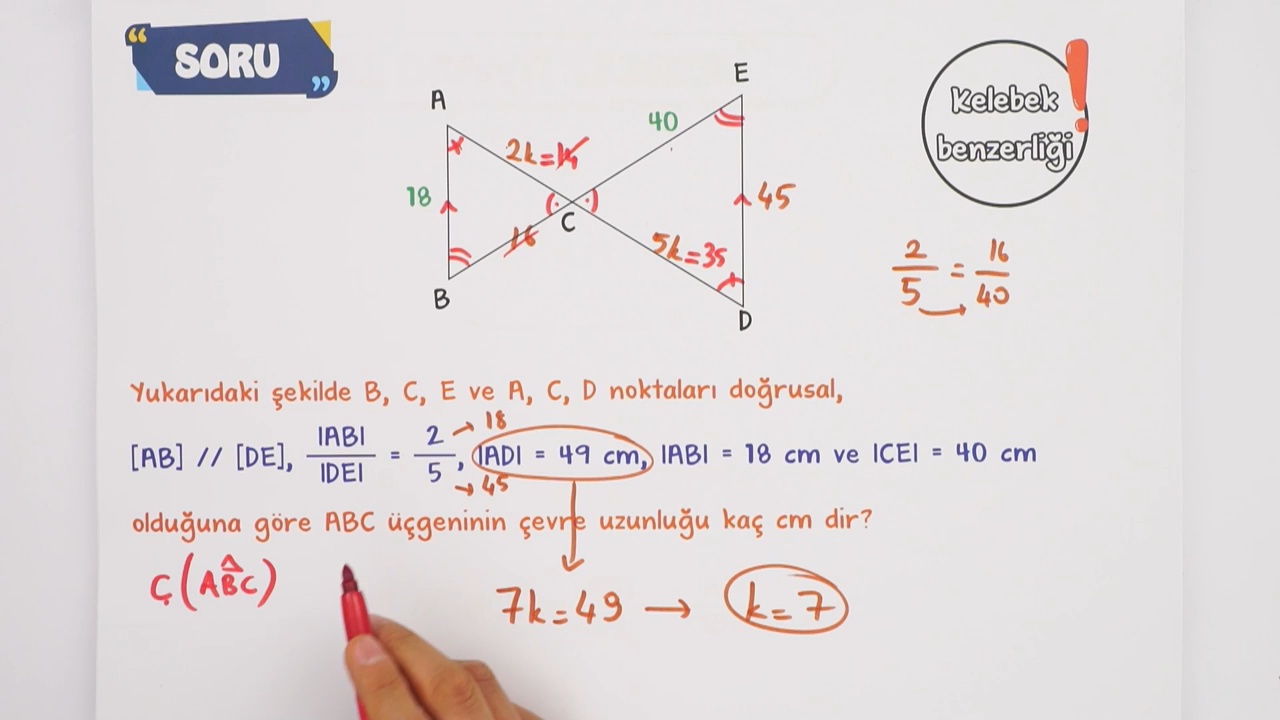 “ SORU ”
A
E
Kelebek
benzerliği
!
40
2k=14
18
45
C
16
5k=35
B
D
2/5 = 16/40
Yukarıdaki şekilde B, C, E ve A, C, D noktaları doğrusal,
→ 18
[AB] // [DE], |AB|/|DE| = 2/5, |AD| = 49 cm, |AB| = 18 cm ve |CE| = 40 cm
→ 45
olduğuna göre ABC üçgeninin çevre uzunluğu kaç cm dir?
Ç(ABC)
7k=49 → k=7